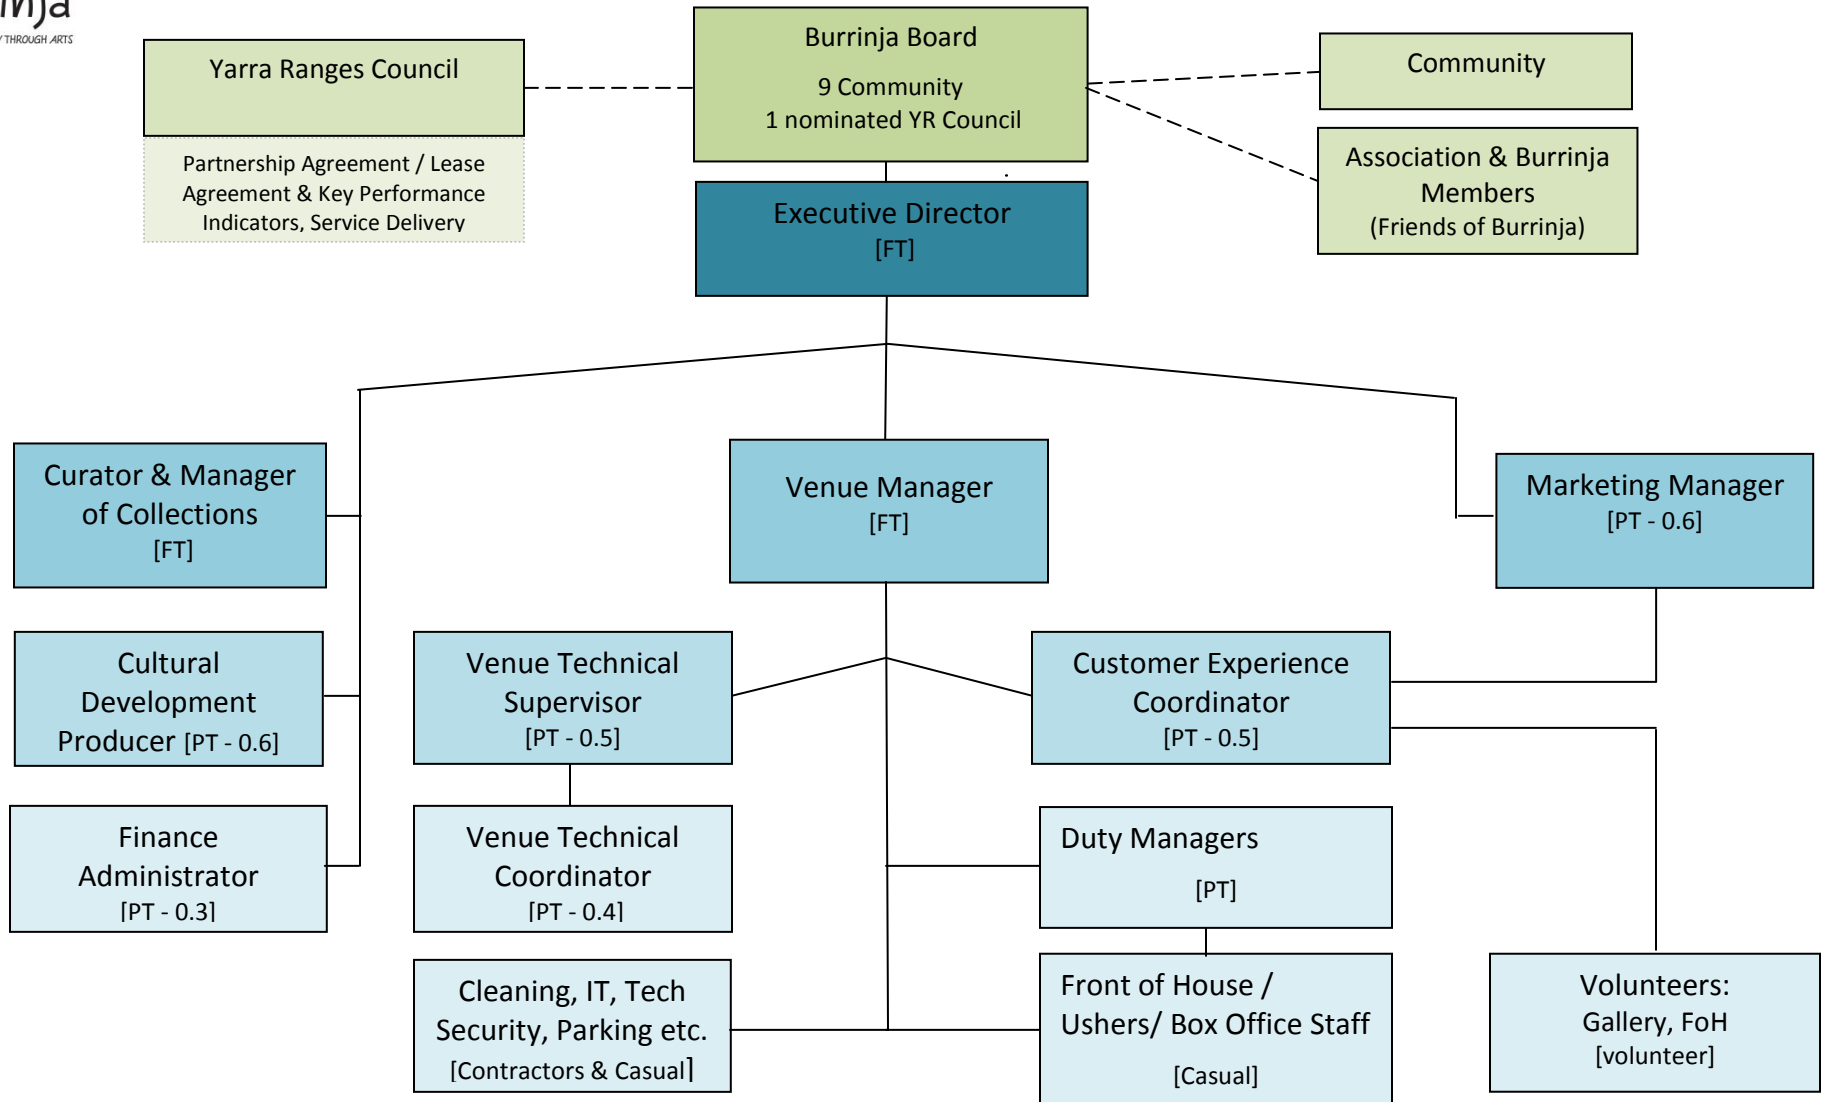 THROUGH ARTS
Yarra Ranges Council
Partnership Agreement / Lease
Agreement & Key Performance
Indicators, Service Delivery
Burrinja Board
9 Community
1 nominated YR Council
Community
Association & Burrinja
Members
(Friends of Burrinja)
Executive Director
[FT]
Curator & Manager
of Collections
[FT]
Venue Manager
[FT]
Marketing Manager
[PT - 0.6]
Cultural
Development
Producer [PT - 0.6]
Venue Technical
Supervisor
[PT - 0.5]
Customer Experience
Coordinator
[PT - 0.5]
Finance
Administrator
[PT - 0.3]
Venue Technical
Coordinator
[PT - 0.4]
Duty Managers
[PT]
Cleaning, IT, Tech
Security, Parking etc.
[Contractors & Casual]
Front of House /
Ushers/ Box Office Staff
[Casual]
Volunteers:
Gallery, FoH
[volunteer]